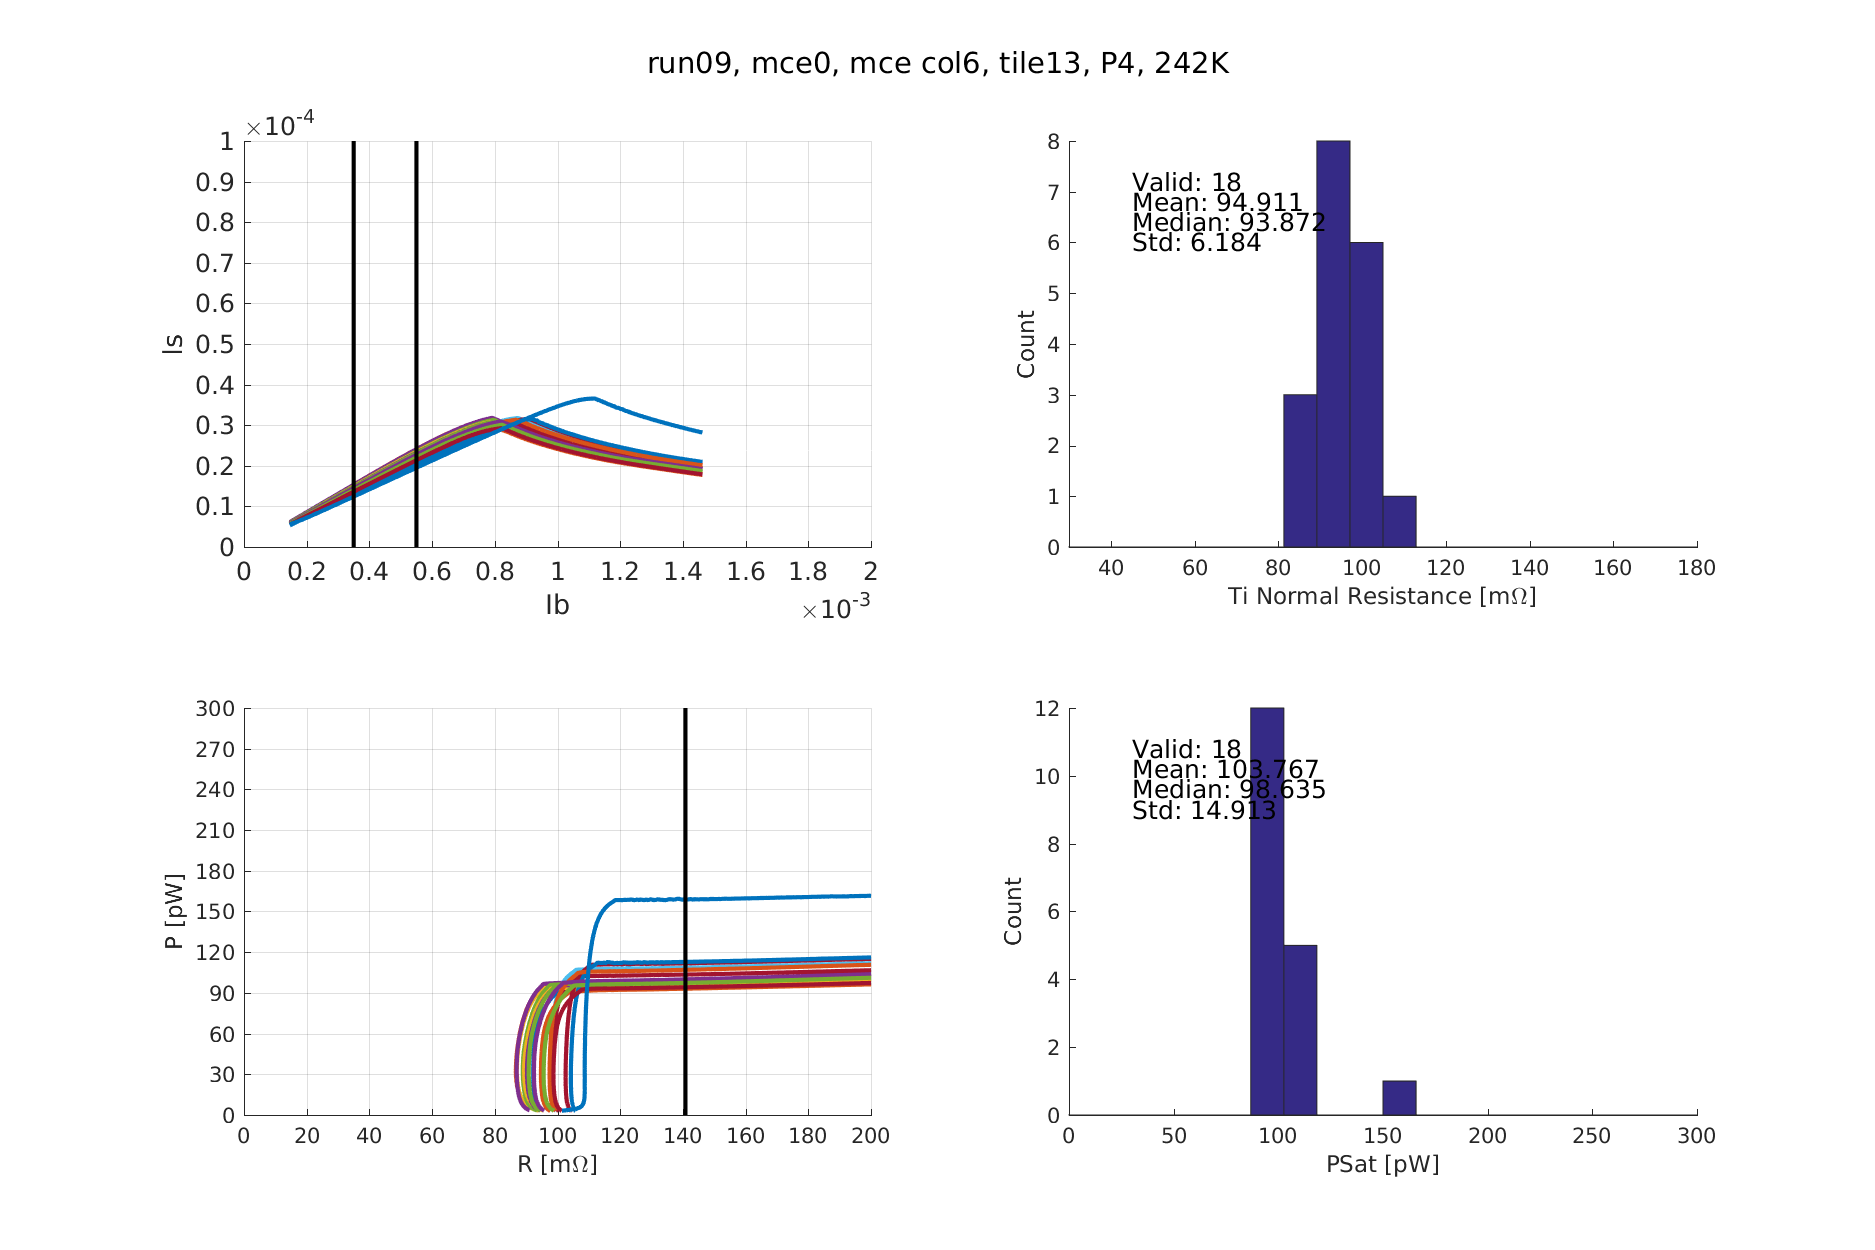 run09, mce0, mce col6, tile13, P4, 242K
×10-4
1
0.9
0.8
0.7
0.6
0.5
0.4
0.3
0.2
0.1
0
Is
0 0.2 0.4 0.6 0.8 1 1.2 1.4 1.6 1.8 2
Ib
×10-3
8
7
6
5
4
3
2
1
0
Count
Valid: 18
Mean: 94.911
Median: 93.872
Std: 6.184
40 60 80 100 120 140 160 180
Ti Normal Resistance [mΩ]
300
270
240
210
180
150
120
90
60
30
0
P [pW]
0 20 40 60 80 100 120 140 160 180 200
R [mΩ]
12
10
8
6
4
2
0
Count
Valid: 18
Mean: 103.767
Median: 98.635
Std: 14.913
0 50 100 150 200 250 300
PSat [pW]